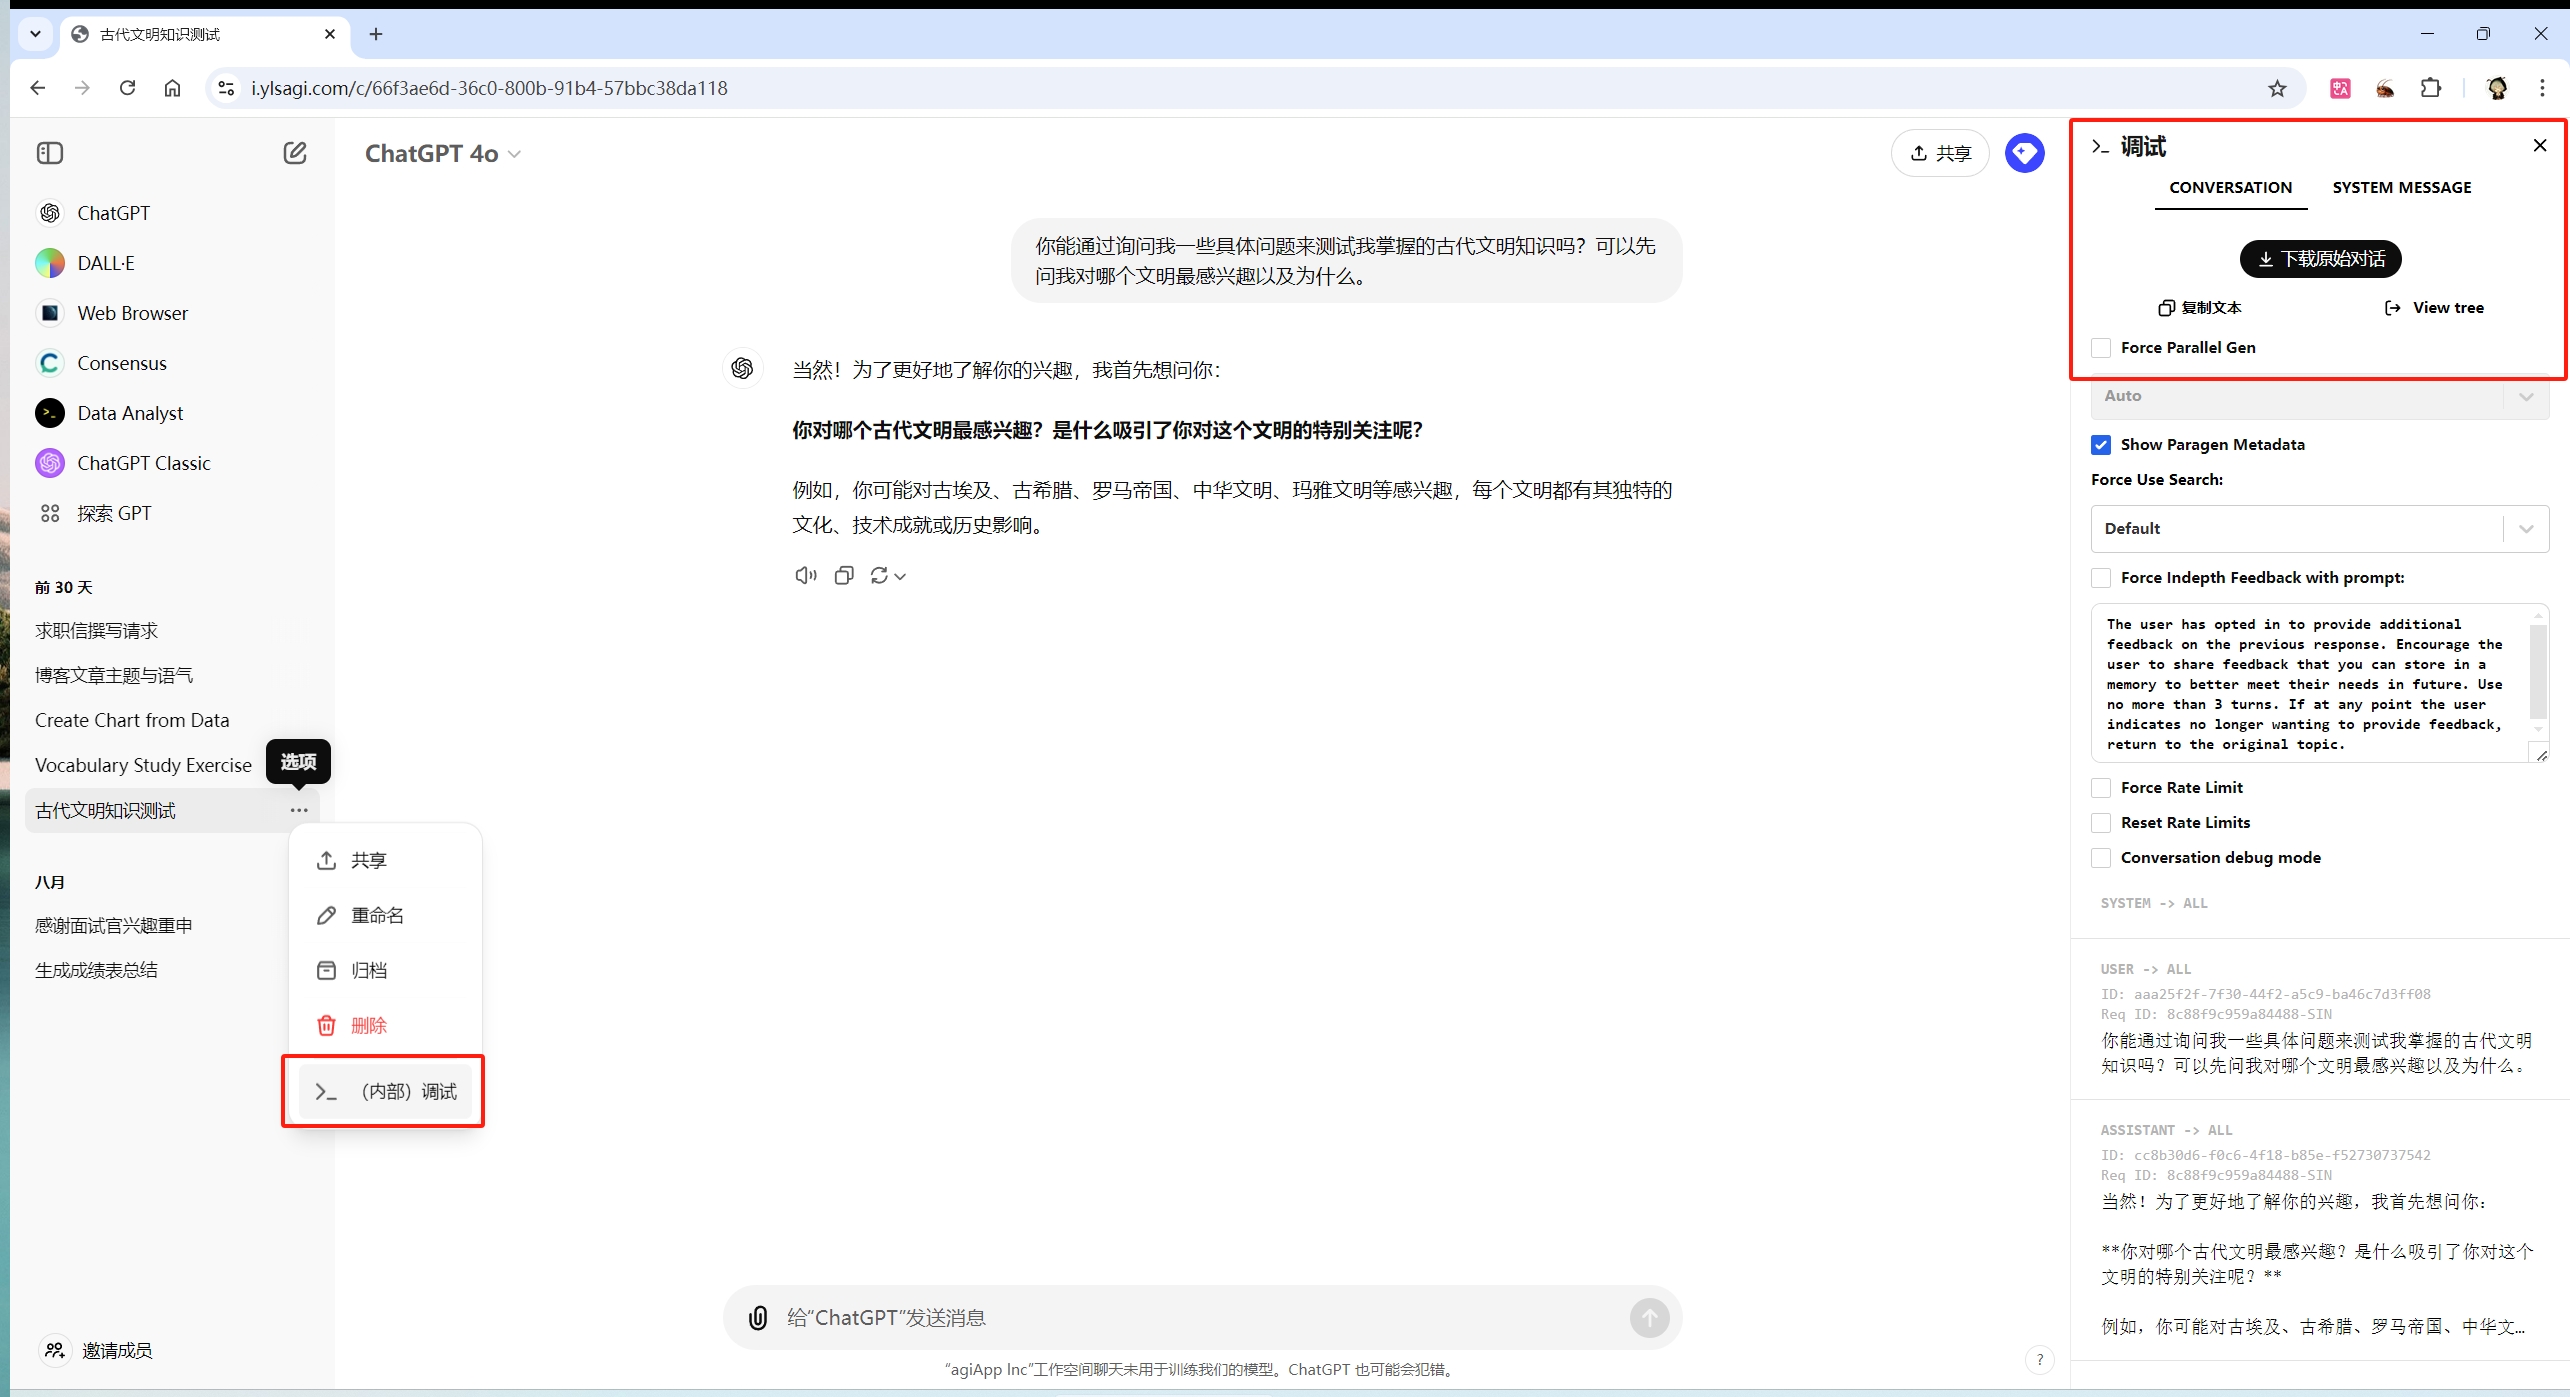 古代文明知识测试
i.ylsagi.com/c/66f3ae6d-36c0-800b-91b4-57bbc38da118
ChatGPT
DALL·E
Web Browser
Consensus
Data Analyst
ChatGPT Classic
探索 GPT
前 30 天
求职信撰写请求
博客文章主题与语气
Create Chart from Data
Vocabulary Study Exercise
选项
古代文明知识测试
八月
感谢面试官兴趣重申
生成成绩表总结
共享
重命名
归档
删除
（内部）调试
邀请成员
ChatGPT 4o
共享
你能通过询问我一些具体问题来测试我掌握的古代文明知识吗？可以先
问我对哪个文明最感兴趣以及为什么。
当然！为了更好地了解你的兴趣，我首先想问你：
你对哪个古代文明最感兴趣？是什么吸引了你对这个文明的特别关注呢？
例如，你可能对古埃及、古希腊、罗马帝国、中华文明、玛雅文明等感兴趣，每个文明都有其独特的
文化、技术成就或历史影响。
给“ChatGPT”发送消息
“agiApp Inc”工作空间聊天未用于训练我们的模型。ChatGPT 也可能会犯错。
?
调试
CONVERSATION SYSTEM MESSAGE
下载原始对话
复制文本 View tree
Force Parallel Gen
Auto
Show Paragen Metadata
Force Use Search:
Default
Force Indepth Feedback with prompt:
The user has opted in to provide additional
feedback on the previous response. Encourage the
user to share feedback that you can store in a
memory to better meet their needs in future. Use
no more than 3 turns. If at any point the user
indicates no longer wanting to provide feedback,
return to the original topic.
Force Rate Limit
Reset Rate Limits
Conversation debug mode
SYSTEM -> ALL
USER -> ALL
ID: aaa25f2f-7f30-44f2-a5c9-ba46c7d3ff08
Req ID: 8c88f9c959a84488-SIN
你能通过询问我一些具体问题来测试我掌握的古代文明
知识吗？可以先问我对哪个文明最感兴趣以及为什么。
ASSISTANT -> ALL
ID: cc8b30d6-f0c6-4f18-b85e-f52730737542
Req ID: 8c88f9c959a84488-SIN
当然！为了更好地了解你的兴趣，我首先想问你：
**你对哪个古代文明最感兴趣？是什么吸引了你对这个
文明的特别关注呢？**
例如，你可能对古埃及、古希腊、罗马帝国、中华文...